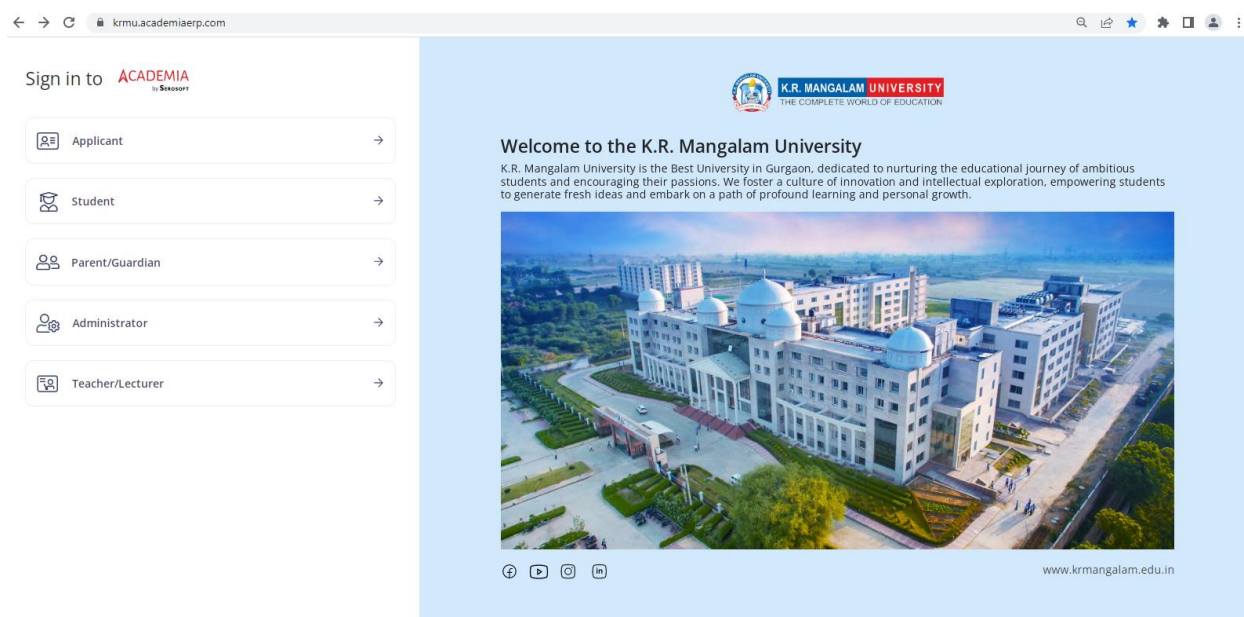 krmu.academiaerp.com
Sign in to ACADEMIA
by SEROSOFT
Applicant
Student
Parent/Guardian
Administrator
Teacher/Lecturer
K.R. MANGALAM UNIVERSITY
THE COMPLETE WORLD OF EDUCATION
Welcome to the K.R. Mangalam University
K.R. Mangalam University is the Best University in Gurgaon, dedicated to nurturing the educational journey of ambitious
students and encouraging their passions. We foster a culture of innovation and intellectual exploration, empowering students
to generate fresh ideas and embark on a path of profound learning and personal growth.
www.krmangalam.edu.in